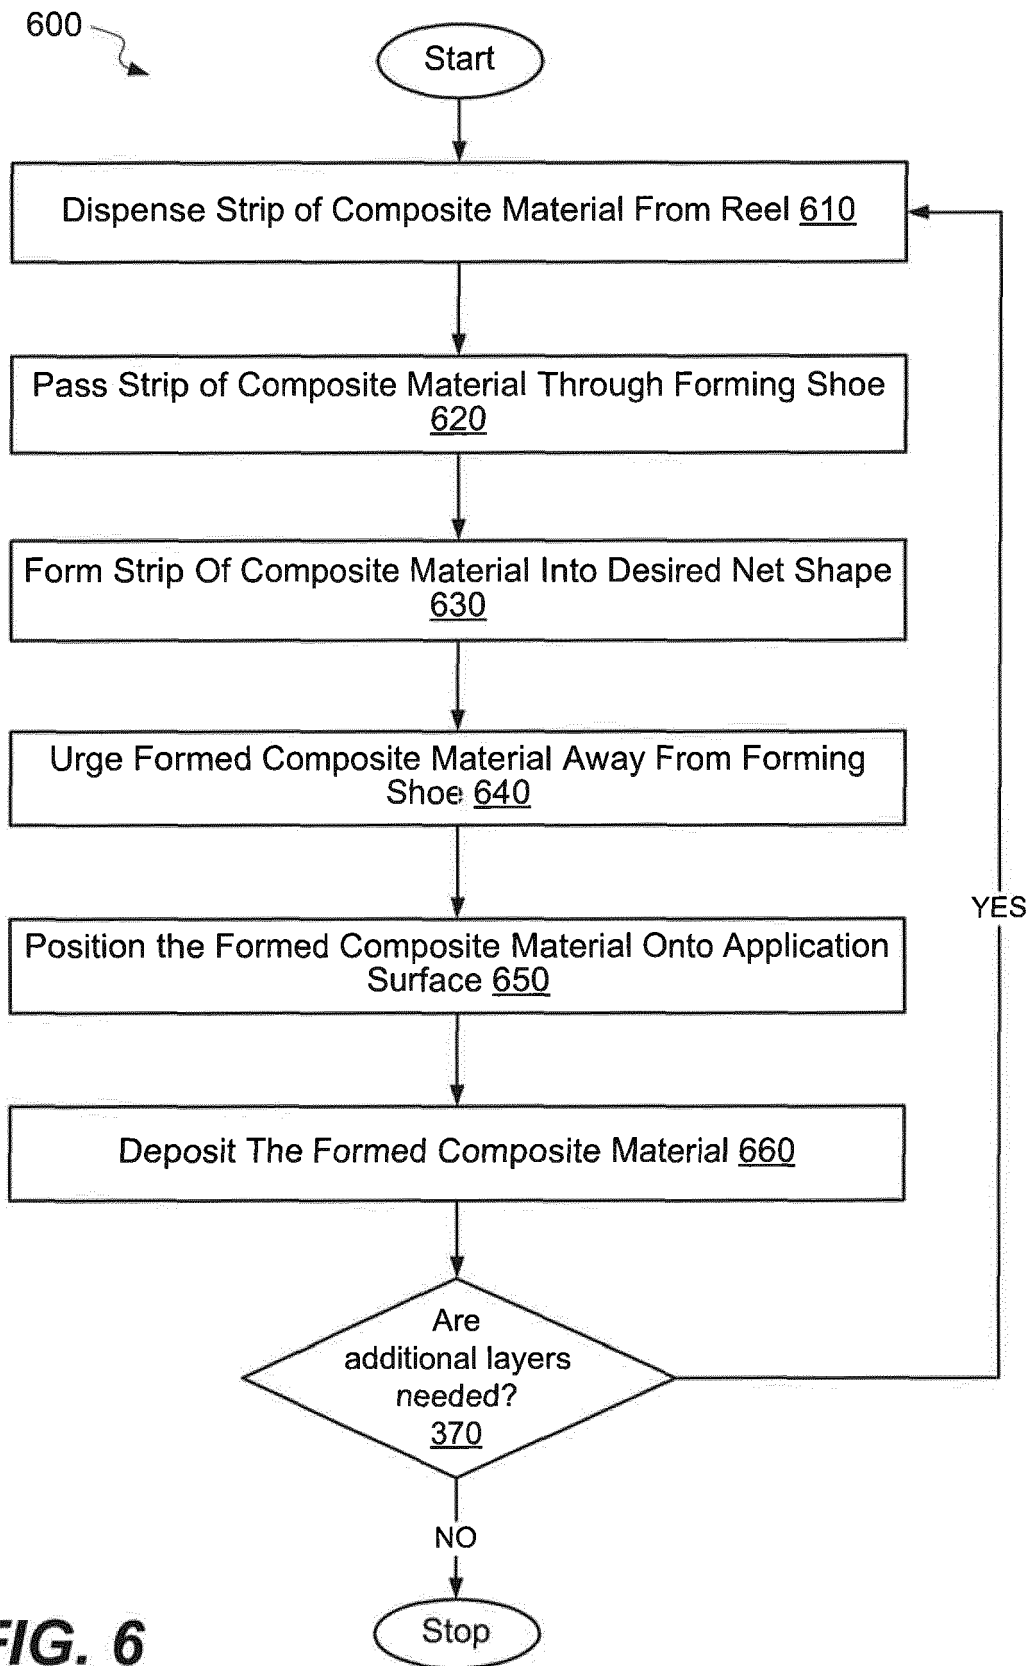 600
Start
Dispense Strip of Composite Material From Reel 610
Pass Strip of Composite Material Through Forming Shoe
620
Form Strip Of Composite Material Into Desired Net Shape
630
Urge Formed Composite Material Away From Forming
Shoe 640
Position the Formed Composite Material Onto Application
Surface 650
YES
Deposit The Formed Composite Material 660
Are
additional layers
needed?
370
NO
Stop
FIG. 6